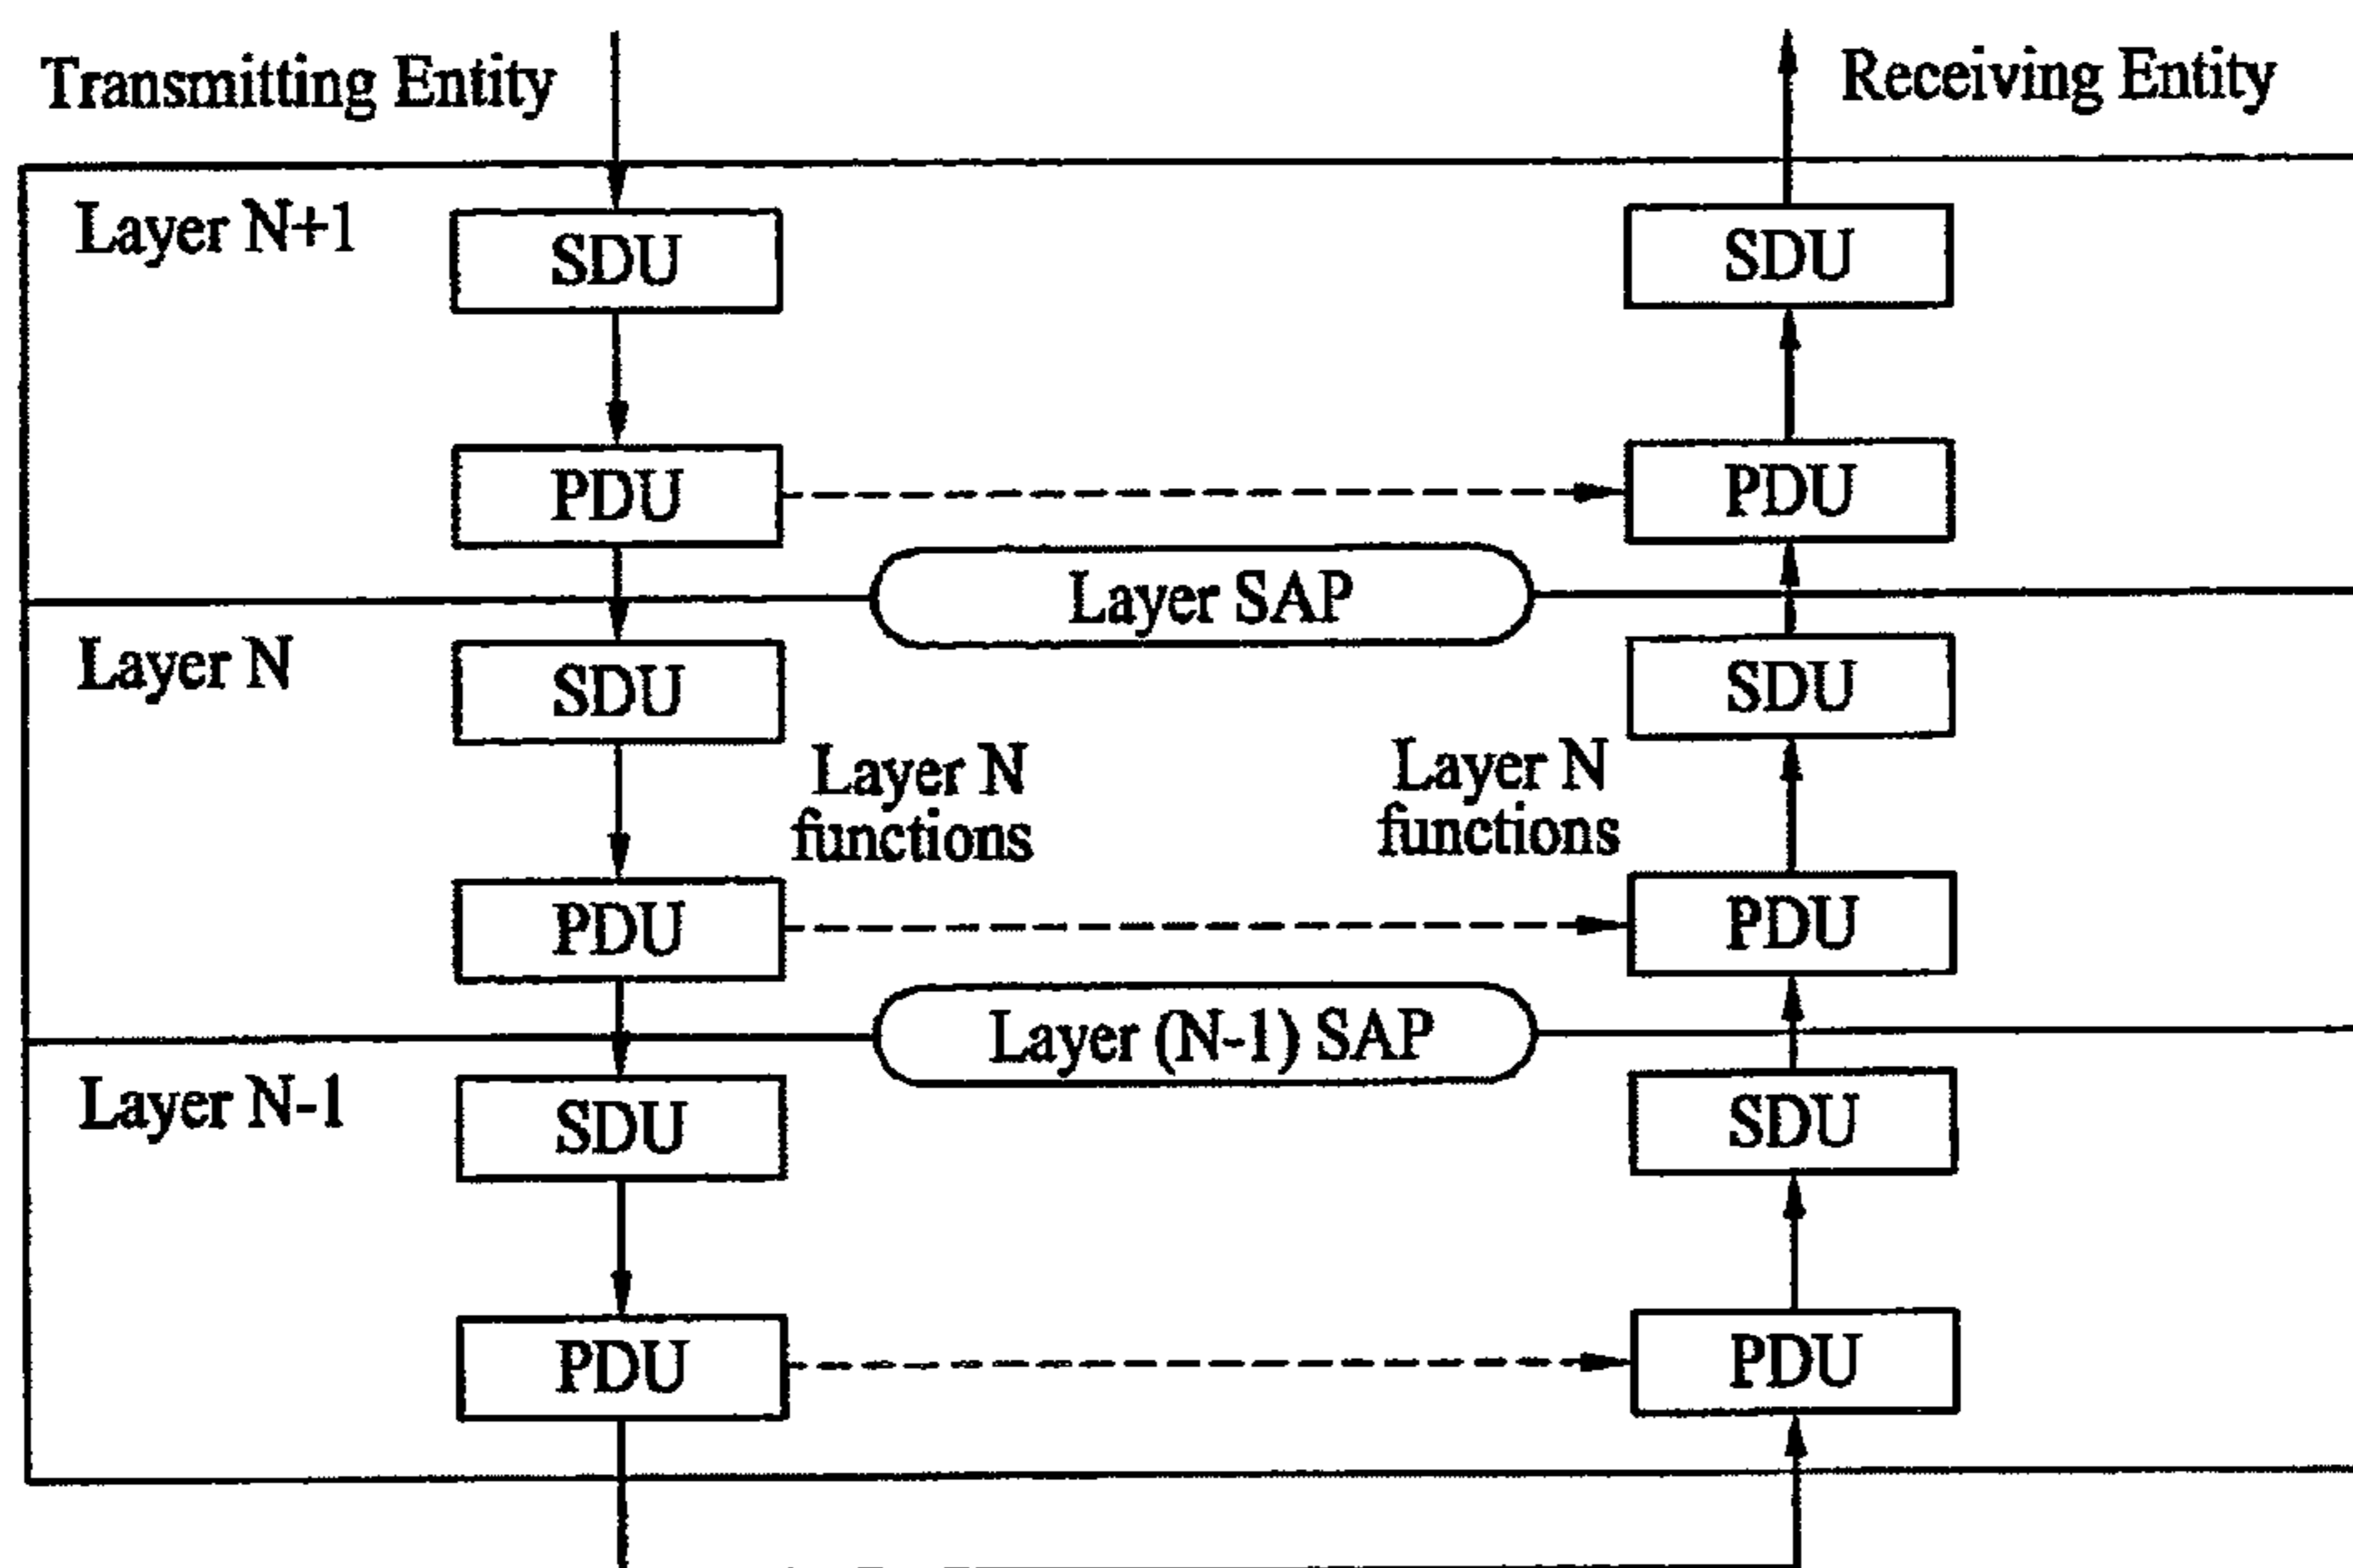 Transmitting Entity
Receiving Entity
Layer N+1
SDU
SDU
PDU
PDU
Layer SAP
Layer N
SDU
SDU
Layer N
functions
Layer N
functions
PDU
PDU
Layer (N-1) SAP
Layer N-1
SDU
SDU
PDU
PDU